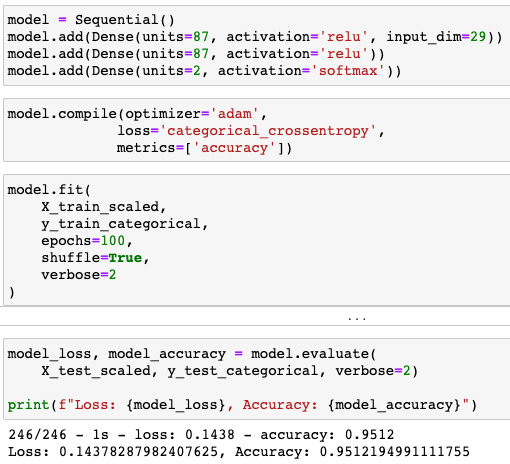 model = Sequential()
model.add(Dense(units=87, activation='relu', input_dim=29))
model.add(Dense(units=87, activation='relu'))
model.add(Dense(units=2, activation='softmax'))
model.compile(optimizer='adam',
              loss='categorical_crossentropy',
              metrics=['accuracy'])
model.fit(
    X_train_scaled,
    y_train_categorical,
    epochs=100,
    shuffle=True,
    verbose=2
)
...
model_loss, model_accuracy = model.evaluate(
    X_test_scaled, y_test_categorical, verbose=2)
print(f"Loss: {model_loss}, Accuracy: {model_accuracy}")
246/246 - 1s - loss: 0.1438 - accuracy: 0.9512
Loss: 0.14378287982407625, Accuracy: 0.9512194991111755